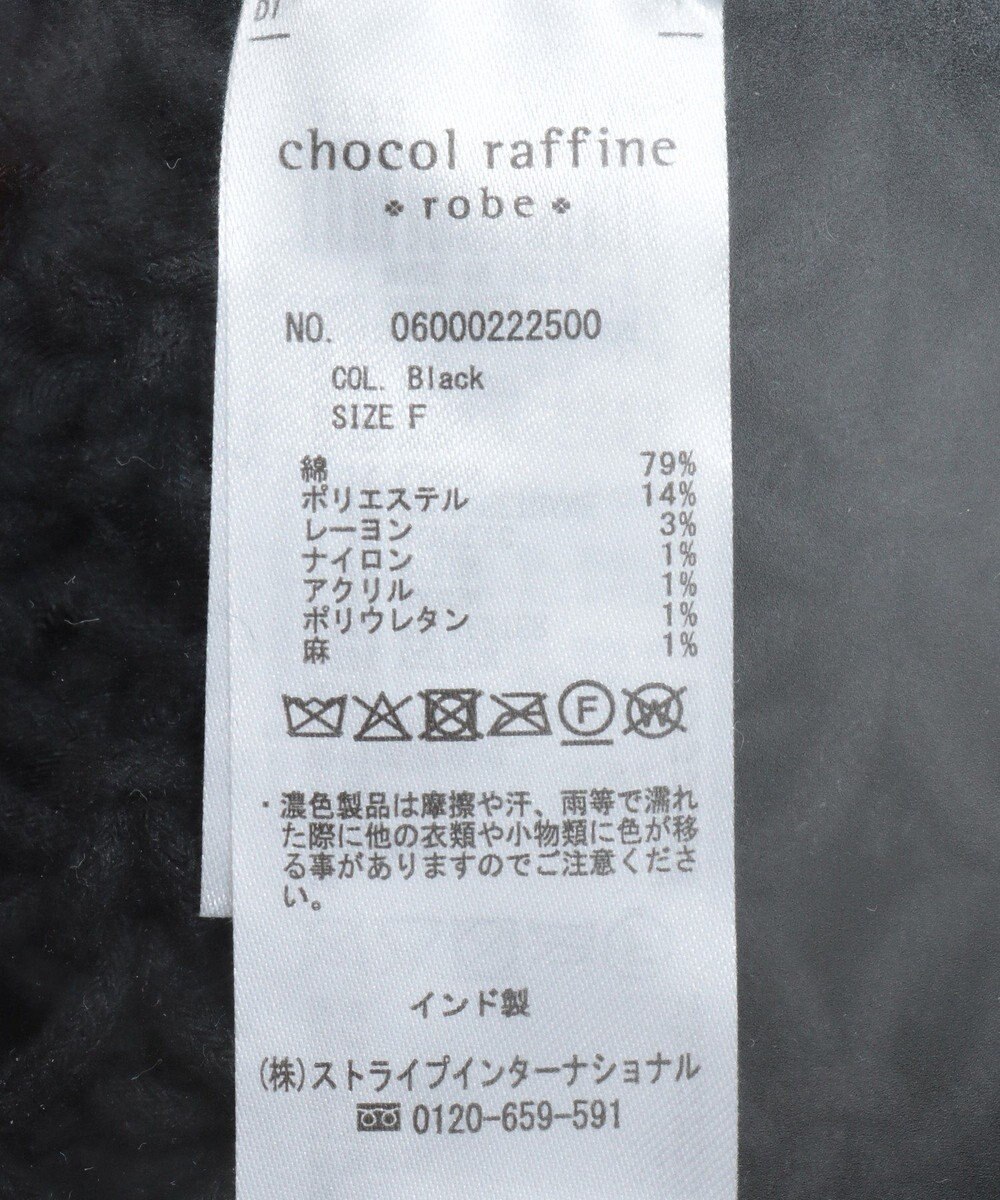 chocol raffine
robe
NO. 06000222500
COL. Black
SIZE F
綿 79%
ポリエステル 14%
レーヨン 3%
ナイロン 1%
アクリル 1%
ポリウレタン 1%
麻 1%
F W
・濃色製品は摩擦や汗、雨等で濡れ
た際に他の衣類や小物類に色が移
る事がありますのでご注意くださ
い。
インド製
(株)ストライプインターナショナル
0120-659-591